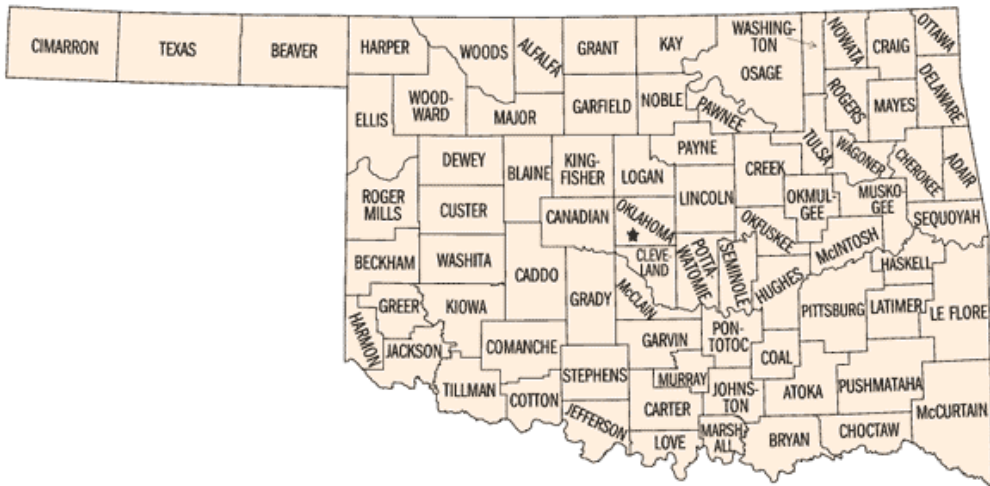 CIMARRON
TEXAS
BEAVER
HARPER
WOODS
ALFALFA
GRANT
KAY
WASHING-
TON
OSAGE
NOWATA
CRAIG
OTTAWA
ELLIS
WOOD-
WARD
MAJOR
GARFIELD
NOBLE
PAWNEE
ROGERS
MAYES
DELAWARE
DEWEY
BLAINE
KING-
FISHER
LOGAN
PAYNE
CREEK
TULSA
WAGONER
CHEROKEE
ADAIR
ROGER
MILLS
CUSTER
CANADIAN
OKLAHOMA
LINCOLN
OKFUSKEE
OKMUL-
GEE
MUSKO-
GEE
SEQUOYAH
BECKHAM
WASHITA
CADDO
GRADY
CLEVE-
LAND
McCLAIN
POTTA-
WATOMIE
SEMINOLE
HUGHES
McINTOSH
HASKELL
GREER
KIOWA
HARMON
JACKSON
COMANCHE
GARVIN
PON-
TOTOC
PITTSBURG
LATIMER
LE FLORE
TILLMAN
COTTON
STEPHENS
MURRAY
COAL
JOHNS-
TON
ATOKA
PUSHMATAHA
McCURTAIN
JEFFERSON
CARTER
LOVE
MARSH-
ALL
BRYAN
CHOCTAW